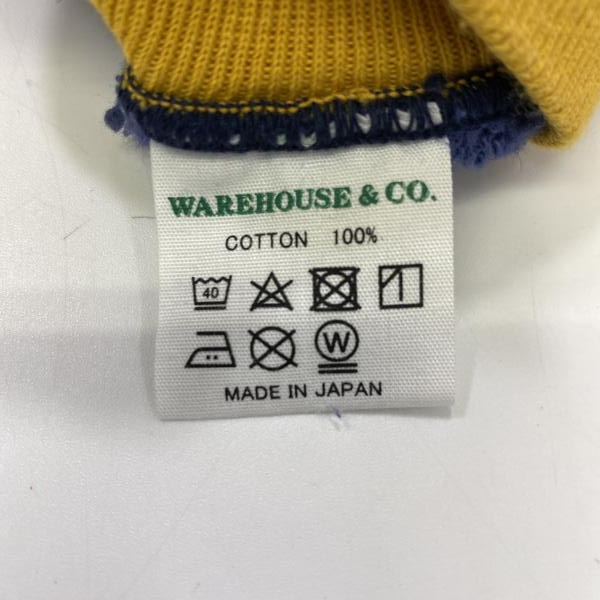 WAREHOUSE & CO.
COTTON 100%
40
W
MADE IN JAPAN